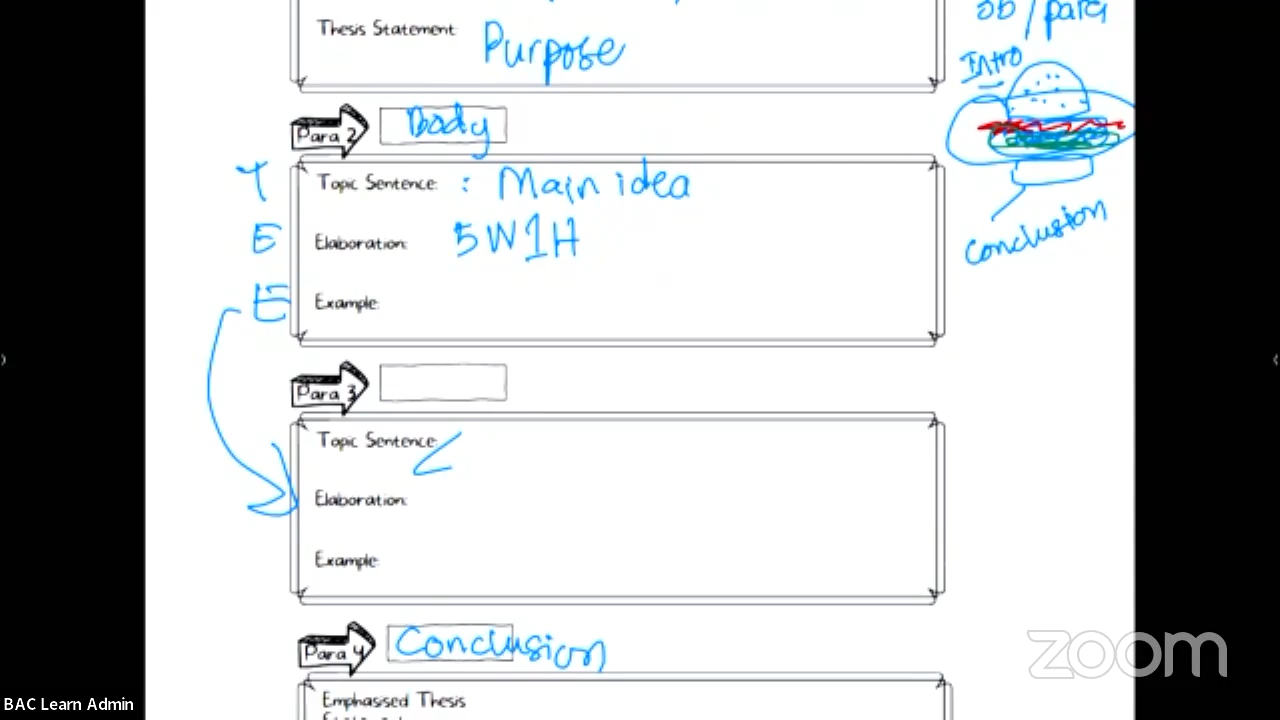 Thesis Statement
Purpose
/para
Intro
Para 2
Body
T
Topic Sentence:
: Main idea
E
Elaboration:
5W1H
Conclusion
E
Example:
Para 3
Topic Sentence:
Elaboration:
Example:
Para 4
Conclusion
zoom
Emphasised Thesis
BAC Learn Admin